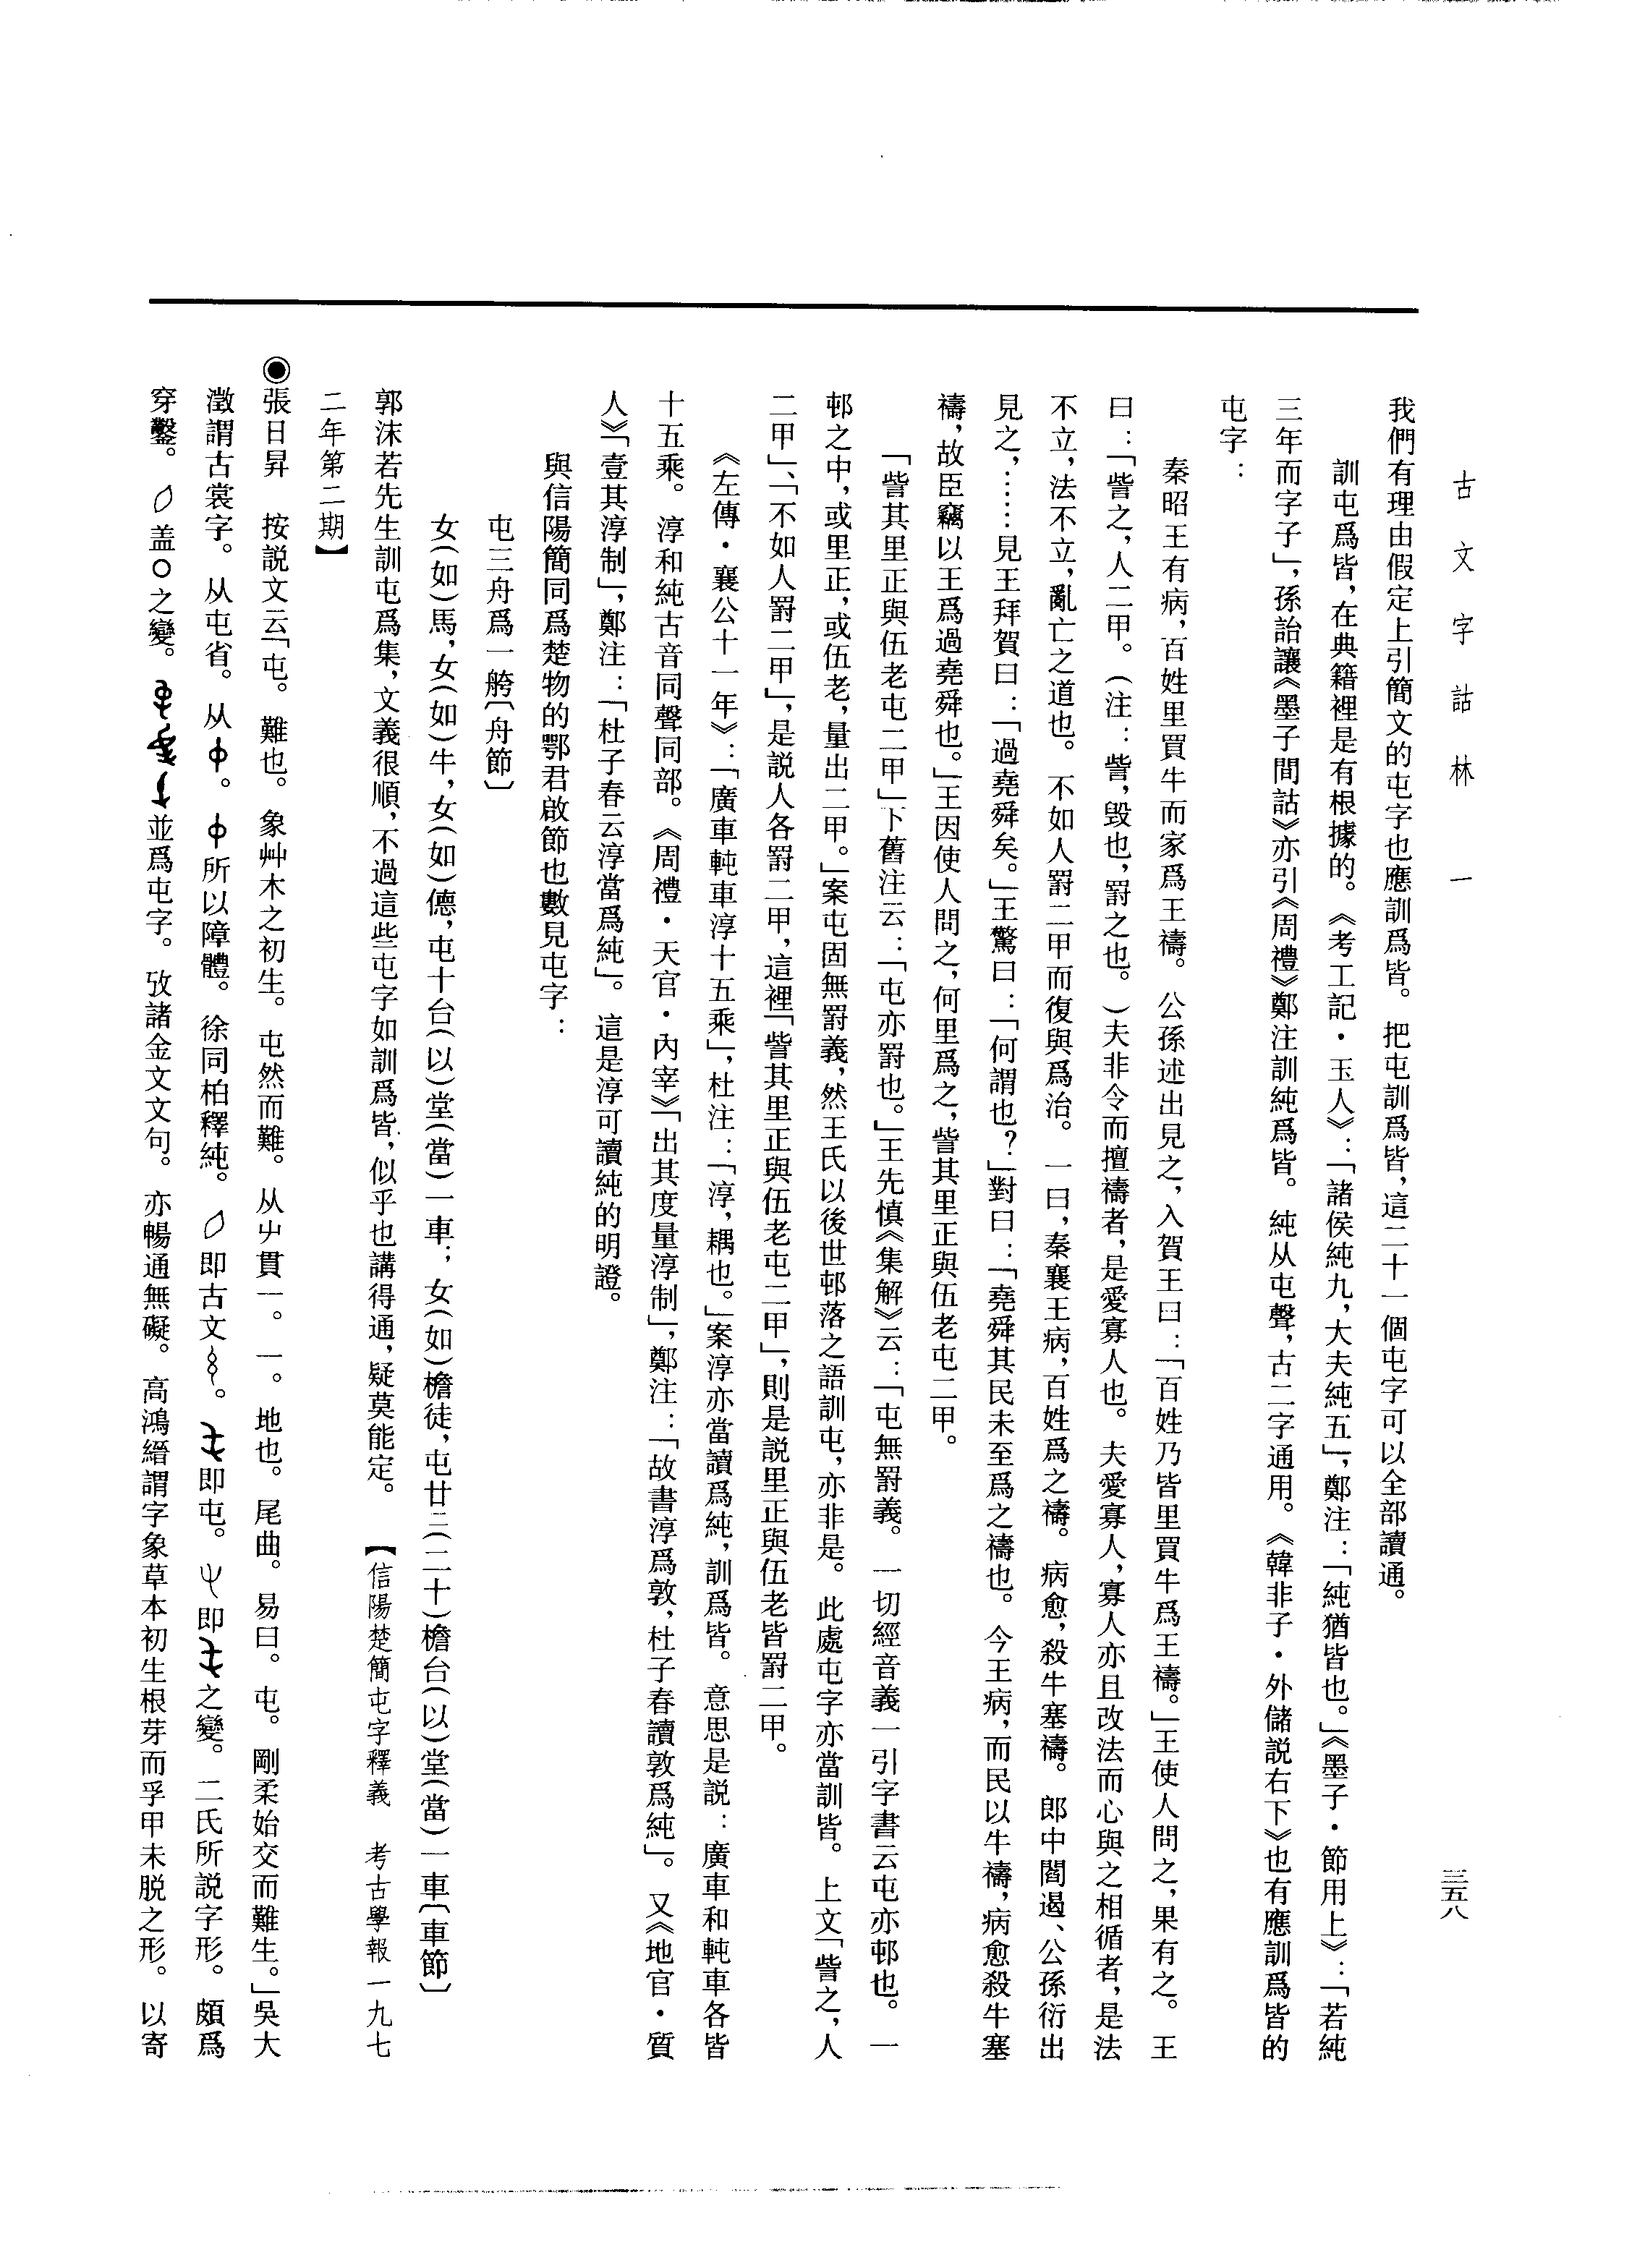 古文字詁林 一
三五八
我們有理由假定上引簡文的屯字也應訓爲皆。把屯訓爲皆，這二十一個屯字可以全部讀通。
訓屯爲皆，在典籍裡是有根據的。《考工記·玉人》：「諸侯純九，大夫純五」，鄭注：「純猶皆也。」《墨子·節用上》：「若純
三年而字子」，孫詒讓《墨子間詁》亦引《周禮》鄭注訓純爲皆。純从屯聲，古二字通用。《韓非子·外儲説右下》也有應訓爲皆的
屯字：
秦昭王有病，百姓里買牛而家爲王禱。公孫述出見之，入賀王曰：「百姓乃皆里買牛爲王禱。」王使人問之，果有之。王
曰：「訾之，人二甲。（注：訾，毁也，罸之也。）夫非令而擅禱者，是愛寡人也。夫愛寡人，寡人亦且改法而心與之相循者，是法
不立，法不立，亂亡之道也。不如人罸二甲而復與爲治。一曰，秦襄王病，百姓爲之禱。病愈，殺牛塞禱。郎中閻遏、公孫衍出
見之，……見王拜賀曰：「過堯舜矣。」王驚曰：「何謂也？」對曰：「堯舜其民未至爲之禱也。今王病，而民以牛禱，病愈殺牛塞
禱，故臣竊以王爲過堯舜也。」王因使人問之，何里爲之，訾其里正與伍老屯二甲。
「訾其里正與伍老屯二甲」下舊注云：「屯亦罸也。」王先慎《集解》云：「屯無罸義。一切經音義一引字書云屯亦邨也。一
邨之中，或里正，或伍老，量出二甲。」案屯固無罸義，然王氏以後世邨落之語訓屯，亦非是。此處屯字亦當訓皆。上文「訾之，人
二甲」、「不如人罸二甲」，是説人各罸二甲，這裡「訾其里正與伍老屯二甲」，則是説里正與伍老皆罸二甲。
《左傳·襄公十一年》：「廣車軘車淳十五乘」，杜注：「淳，耦也。」案淳亦當讀爲純，訓爲皆。意思是説：廣車和軘車各皆
十五乘。淳和純古音同聲同部。《周禮·天官·內宰》「出其度量淳制」，鄭注：「故書淳爲敦，杜子春讀敦爲純」。又《地官·質
人》「壹其淳制」，鄭注：「杜子春云淳當爲純」。這是淳可讀純的明證。
與信陽簡同爲楚物的鄂君啟節也數見屯字：
屯三舟爲一舿〔舟節〕
女（如）馬，女（如）牛，女（如）德，屯十台（以）堂（當）一車；女（如）檐徒，屯廿＝（二十）檐台（以）堂（當）一車〔車節〕
郭沫若先生訓屯爲集，文義很順，不過這些屯字如訓爲皆，似乎也講得通，疑莫能定。【信陽楚簡屯字釋義 考古學報一九七
二年第二期】
◉張日昇 按説文云「屯。難也。象艸木之初生。屯然而難。从屮貫一。一。地也。尾曲。易曰。屯。剛柔始交而難生。」吳大
澂謂古裳字。从屯省。从。所以障體。徐同柏釋純。即古文。即屯。即之變。二氏所説字形。頗爲
穿鑿。盖之變。並爲屯字。攷諸金文文句。亦暢通無礙。高鴻縉謂字象草本初生根芽而孚甲未脱之形。以寄